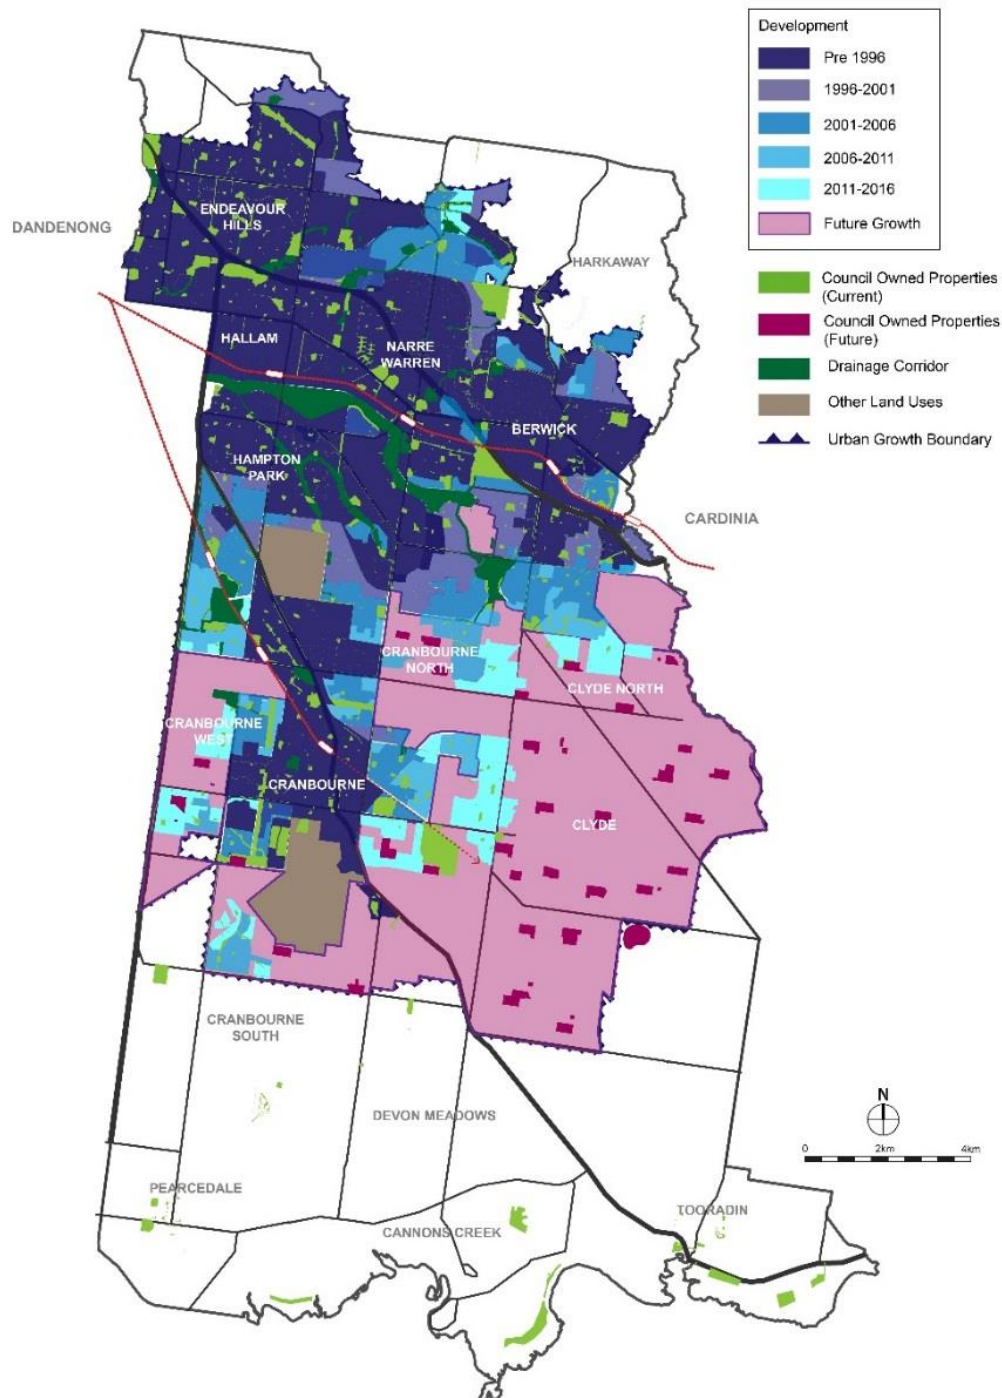 Development
Pre 1996
1996-2001
2001-2006
2006-2011
2011-2016
Future Growth
Council Owned Properties
(Current)
Council Owned Properties
(Future)
Drainage Corridor
Other Land Uses
Urban Growth Boundary
DANDENONG
ENDEAVOUR
HILLS
HARKAWAY
HALLAM
NARRE
WARREN
BERWICK
HAMPTON
PARK
CARDINIA
CRANBOURNE
NORTH
CLYDE NORTH
CRANBOURNE
WEST
CRANBOURNE
CLYDE
CRANBOURNE
SOUTH
DEVON MEADOWS
N
0 2km 4km
PEARCEDALE
CANNONS CREEK
TOORADIN